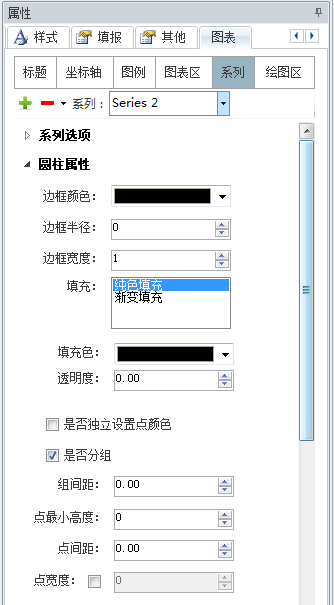 属性
样式 填报 其他 图表
标题 坐标轴 图例 图表区 系列 绘图区
系列： Series 2
系列选项
圆柱属性
边框颜色：
边框半径： 0
边框宽度： 1
填充： 纯色填充
渐变填充
填充色：
透明度： 0.00
是否独立设置点颜色
是否分组
组间距： 0.00
点最小高度： 0
点间距： 0.00
点宽度： 0